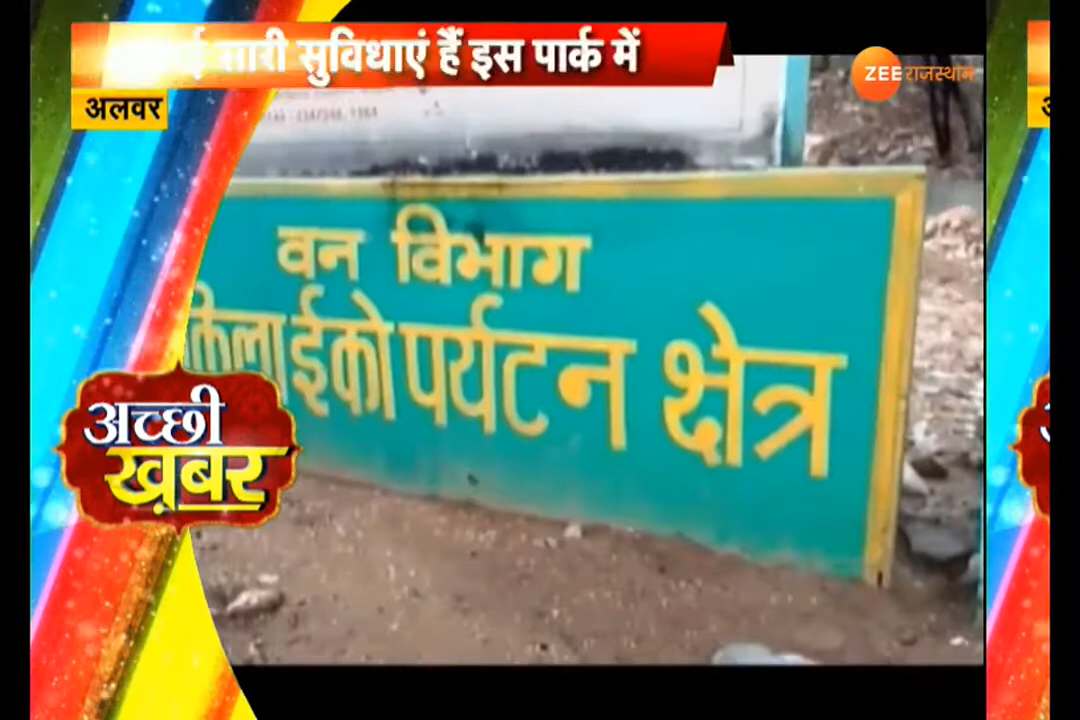 सारी सुविधाएं हैं इस पार्क में
अलवर
ZEE राजस्थान
वन विभाग
किला ईको पर्यटन क्षेत्र
अच्छी
ख़बर